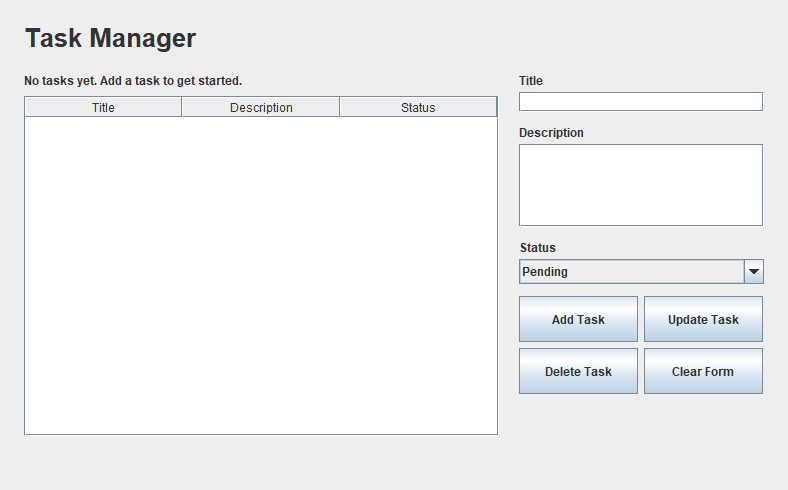 Task Manager
No tasks yet. Add a task to get started.
Title Description Status
Title
Description
Status
Pending
Add Task Update Task
Delete Task Clear Form